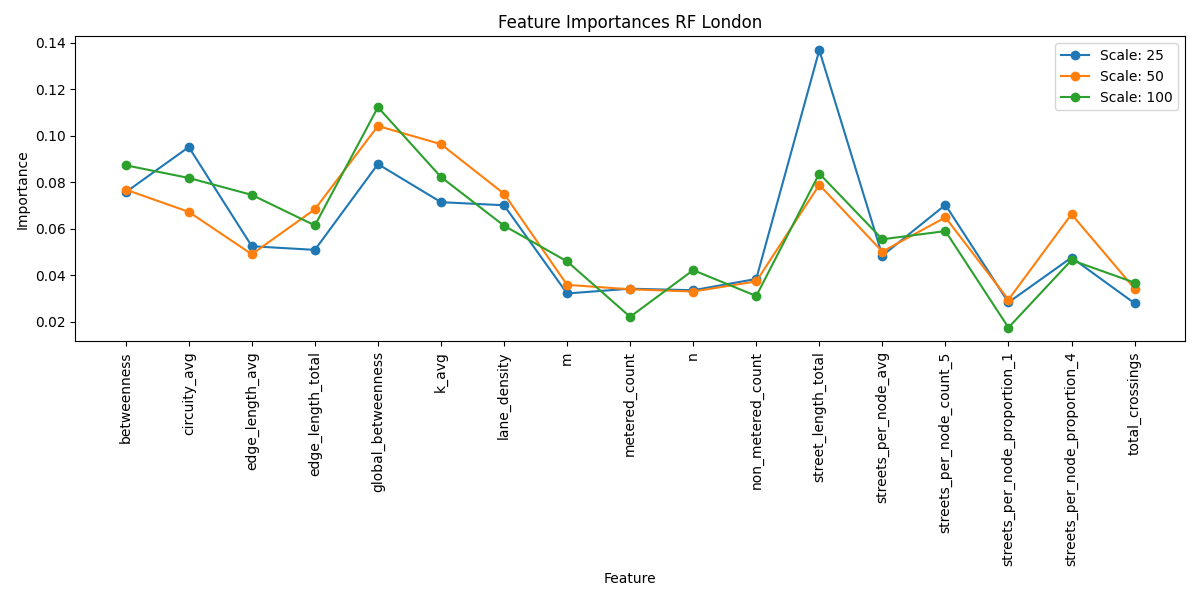 Feature Importances RF London
Importance
0.14
0.12
0.10
0.08
0.06
0.04
0.02
Scale: 25
Scale: 50
Scale: 100
betweenness
circuity_avg
edge_length_avg
edge_length_total
global_betweenness
k_avg
lane_density
m
metered_count
n
non_metered_count
street_length_total
streets_per_node_avg
streets_per_node_count_5
streets_per_node_proportion_1
streets_per_node_proportion_4
total_crossings
Feature